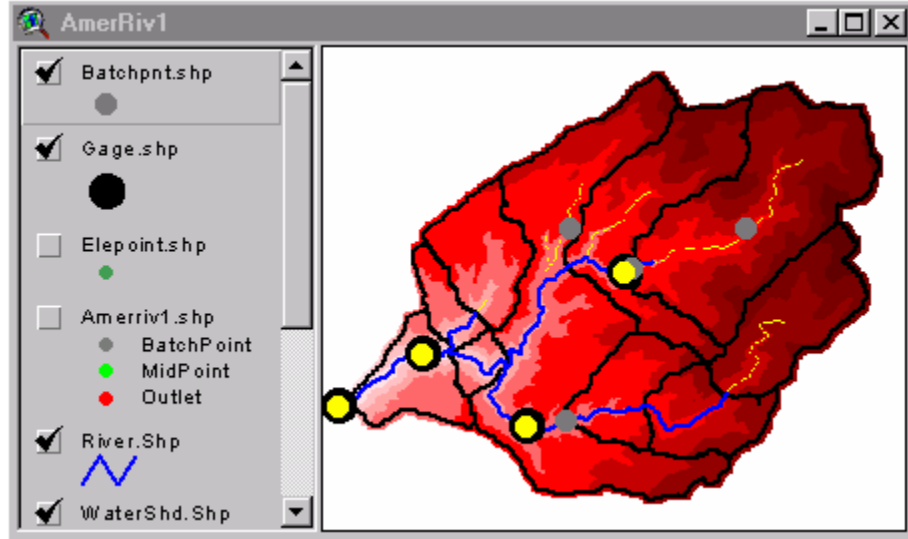 AmerRiv1
Batchpnt.shp
Gage.shp
Elepoint.shp
Amerriv1.shp
BatchPoint
MidPoint
Outlet
River.Shp
WaterShd.Shp